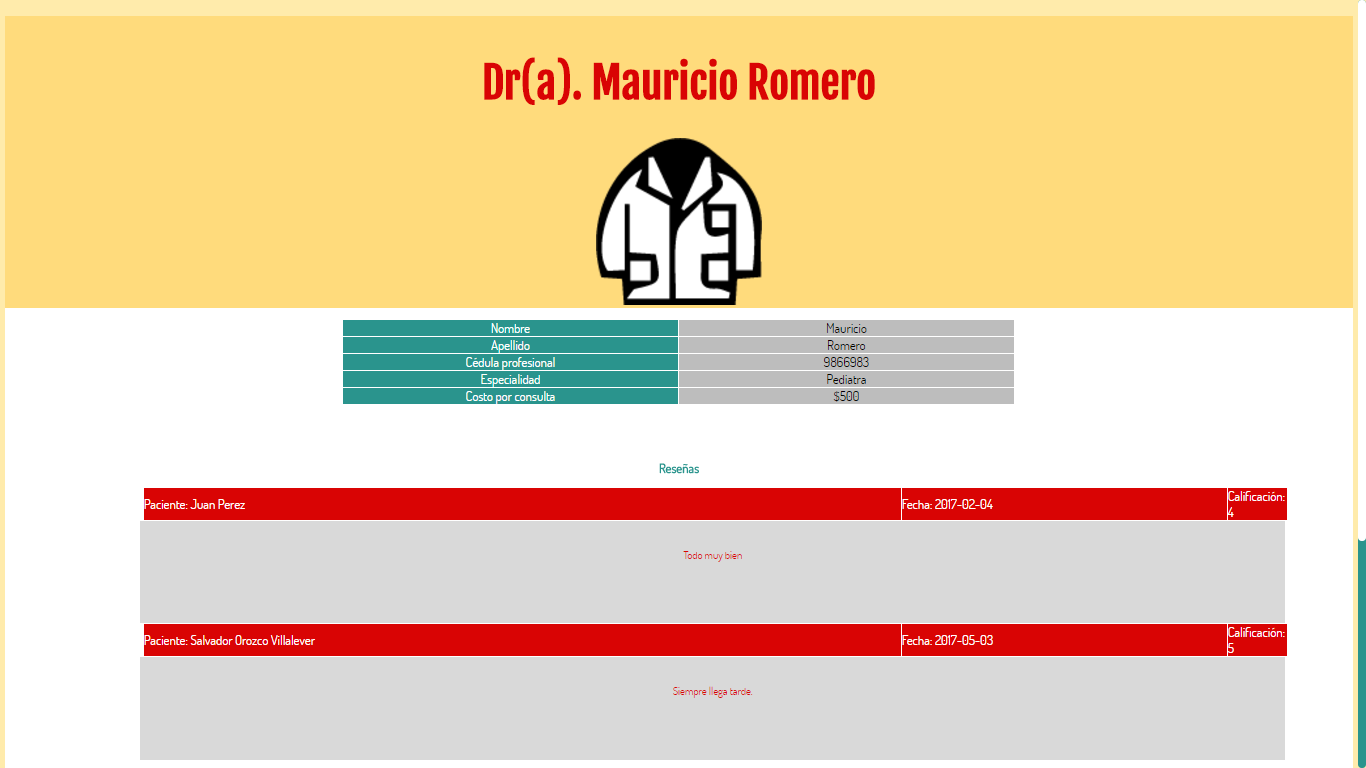 Dr(a). Mauricio Romero
Nombre Mauricio
Apellido Romero
Cédula profesional 9866983
Especialidad Pediatra
Costo por consulta $500
Reseñas
Paciente: Juan Perez Fecha: 2017-02-04 Calificación:
4
Todo muy bien
Paciente: Salvador Orozco Villalever Fecha: 2017-05-03 Calificación:
5
Siempre llega tarde.